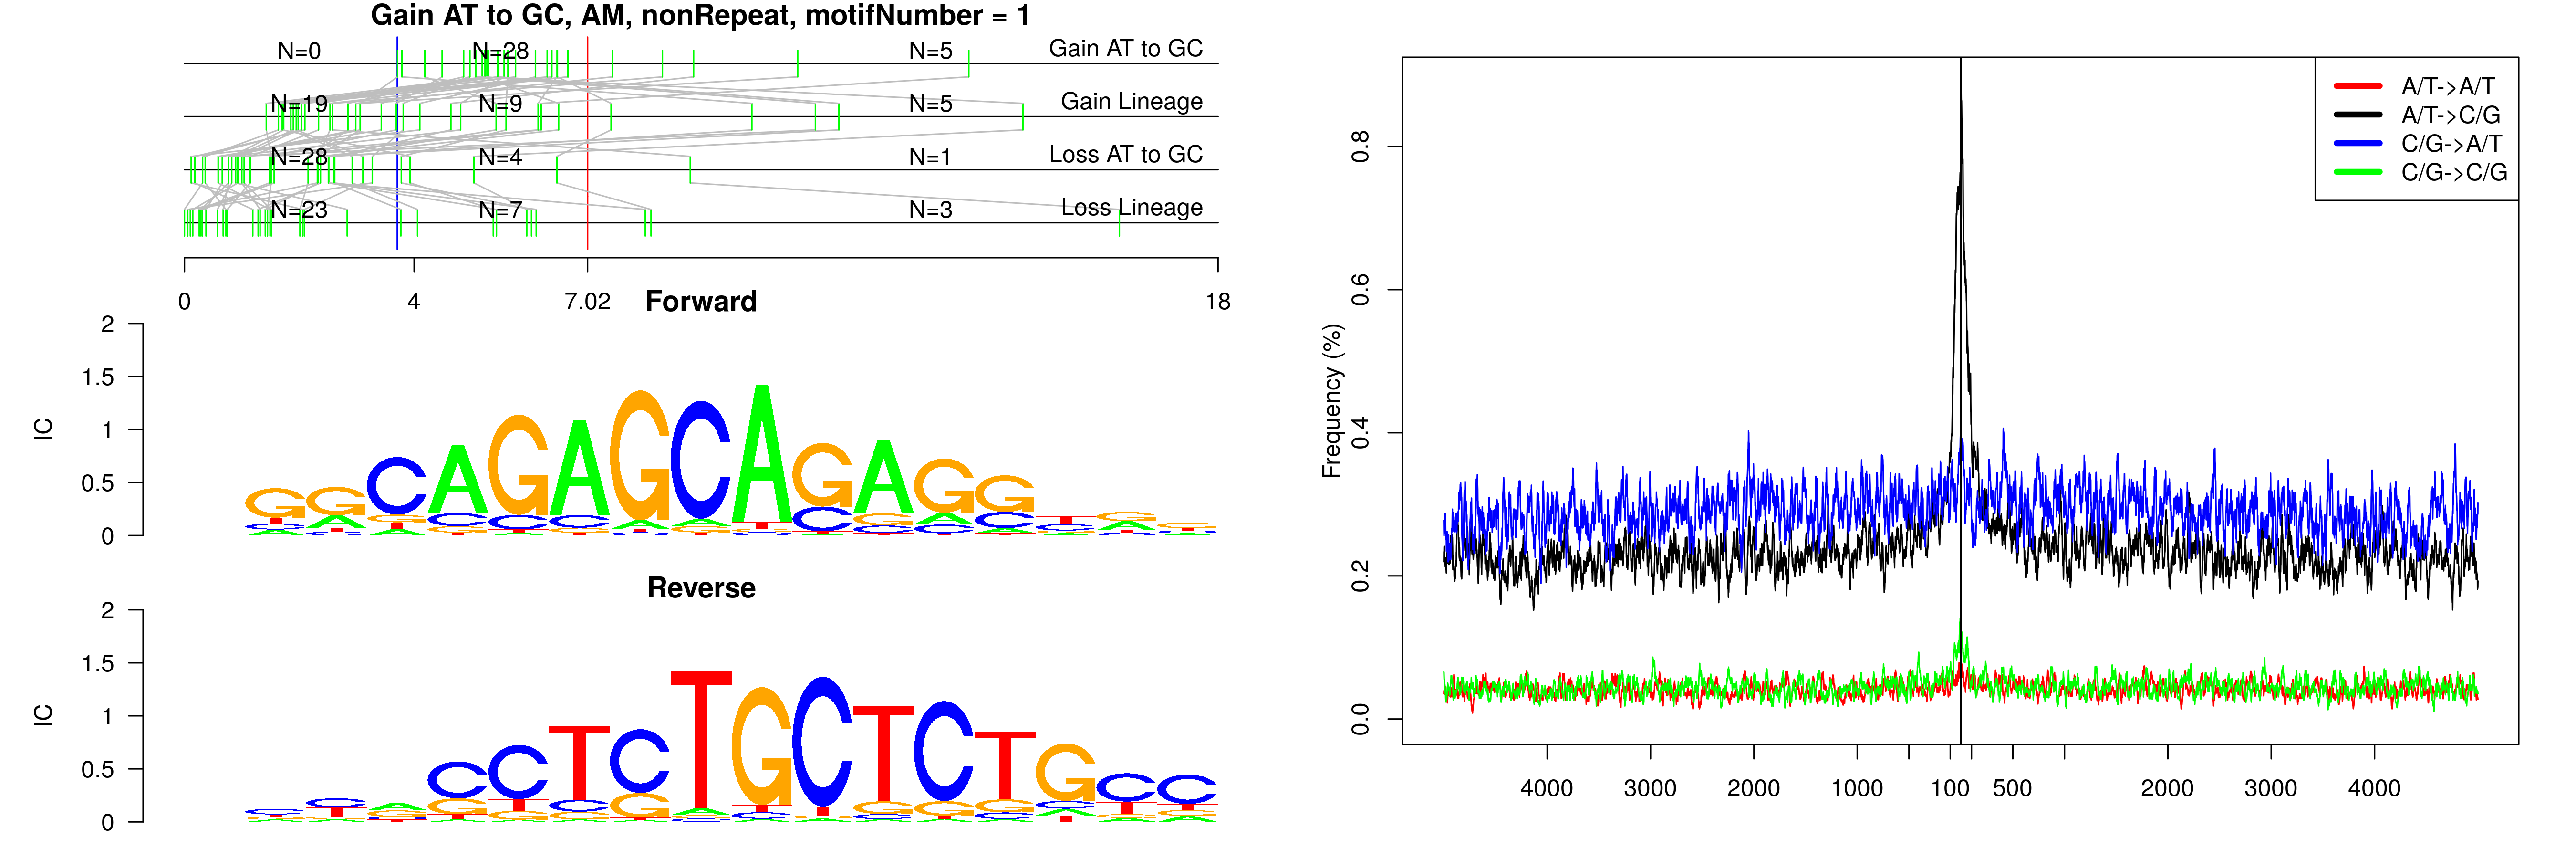 Gain AT to GC, AM, nonRepeat, motifNumber = 1
N=0 N=28 N=5 Gain AT to GC
N=19 N=9 N=5 Gain Lineage
N=28 N=4 N=1 Loss AT to GC
N=23 N=7 N=3 Loss Lineage
0 4 7.02 18
Forward
2
1.5
1
0.5
0
IC
CAGAGCAGAGG
Reverse
2
1.5
1
0.5
0
IC
CCTCTGCTCTGCC
A/T->A/T
A/T->C/G
C/G->A/T
C/G->C/G
Frequency (%)
0.8
0.6
0.4
0.2
0.0
4000 3000 2000 1000 100 500 2000 3000 4000